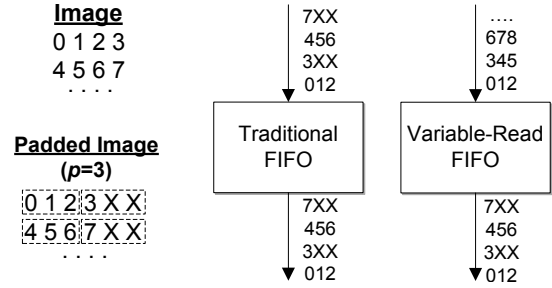 Image
0 1 2 3
4 5 6 7
. . . .
Padded Image
(p=3)
0 1 2 3 X X
4 5 6 7 X X
. . . .
7XX
456
3XX
012
Traditional
FIFO
7XX
456
3XX
012
....
678
345
012
Variable-Read
FIFO
7XX
456
3XX
012